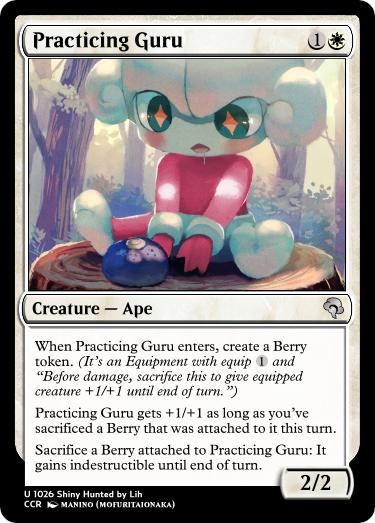 Practicing Guru 1
Creature — Ape
When Practicing Guru enters, create a Berry
token. (It's an Equipment with equip 1 and
“Before damage, sacrifice this to give equipped
creature +1/+1 until end of turn.”)
Practicing Guru gets +1/+1 as long as you've
sacrificed a Berry that was attached to it this turn.
Sacrifice a Berry attached to Practicing Guru: It
gains indestructible until end of turn.
2/2
U 1026 Shiny Hunted by Lih
CCR MANINO (MOFURITAIONAKA)